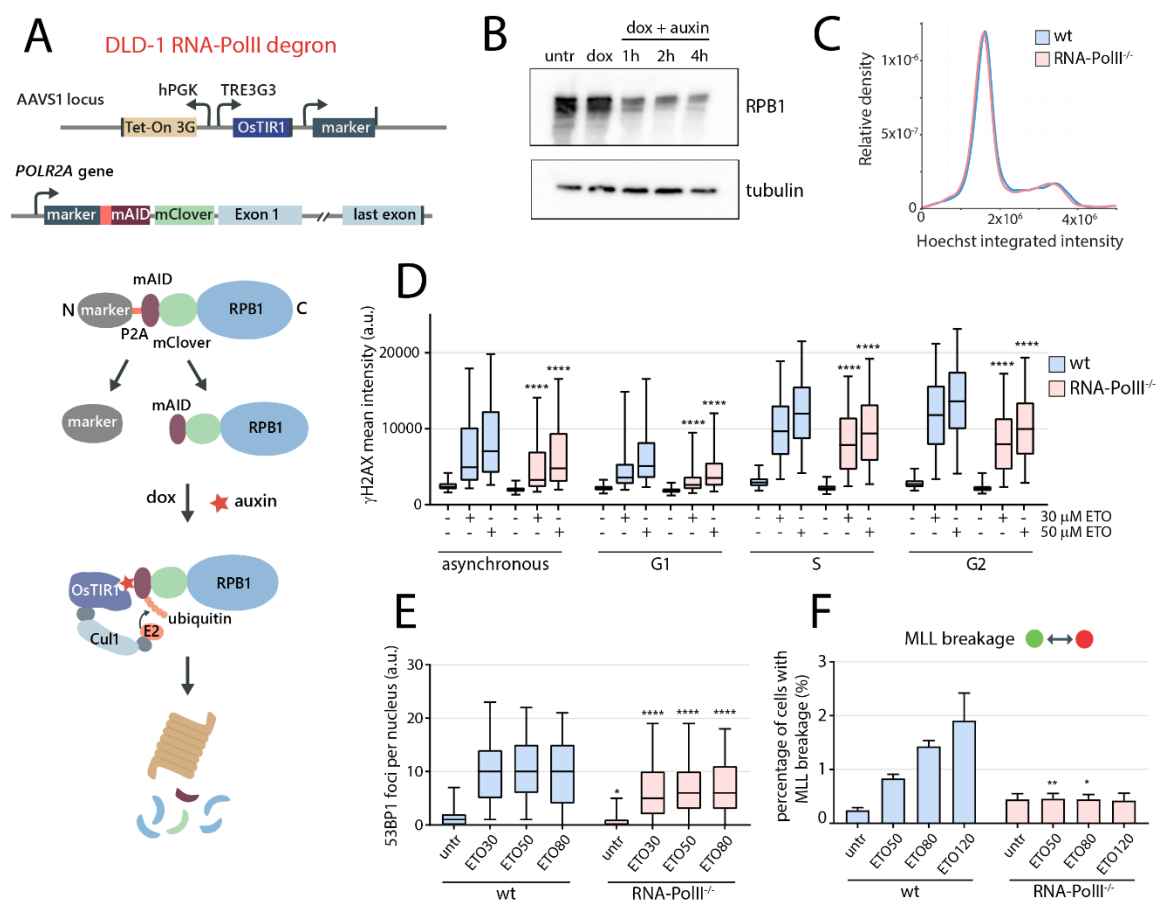 A
DLD-1 RNA-PolII degron
hPGK
TRE3G3
AAVS1 locus
Tet-On 3G
OsTIR1
marker
POLR2A gene
marker
mAID
mClover
Exon 1
last exon
mAID
N
marker
RPB1
C
P2A
mClover
marker
mAID
RPB1
dox
auxin
OsTIR1
RPB1
ubiquitin
Cul1
E2
B
dox + auxin
untr dox 1h 2h 4h
RPB1
tubulin
C
wt
RNA-PolII-/-
Relative density
1x10-6
5x10-7
0
0 2x10⁶ 4x10⁶
Hoechst integrated intensity
D
γH2AX mean intensity (a.u.)
20000
10000
0
**** **** **** **** **** **** **** ****
wt
RNA-PolII-/-
- + - - + - - + - - + - - + - - + - - + - - + - 30 μM ETO
- - + - - + - - + - - + - - + - - + - - + - - + 50 μM ETO
asynchronous G1 S G2
E
53BP1 foci per nucleus (a.u.)
30
20
10
0
* **** **** ****
untr ETO30 ETO50 ETO80 untr ETO30 ETO50 ETO80
wt RNA-PolII-/-
F
MLL breakage
percentage of cells with
MLL breakage (%)
3
2
1
0
** *
untr ETO50 ETO80 ETO120 untr ETO50 ETO80 ETO120
wt RNA-PolII-/-